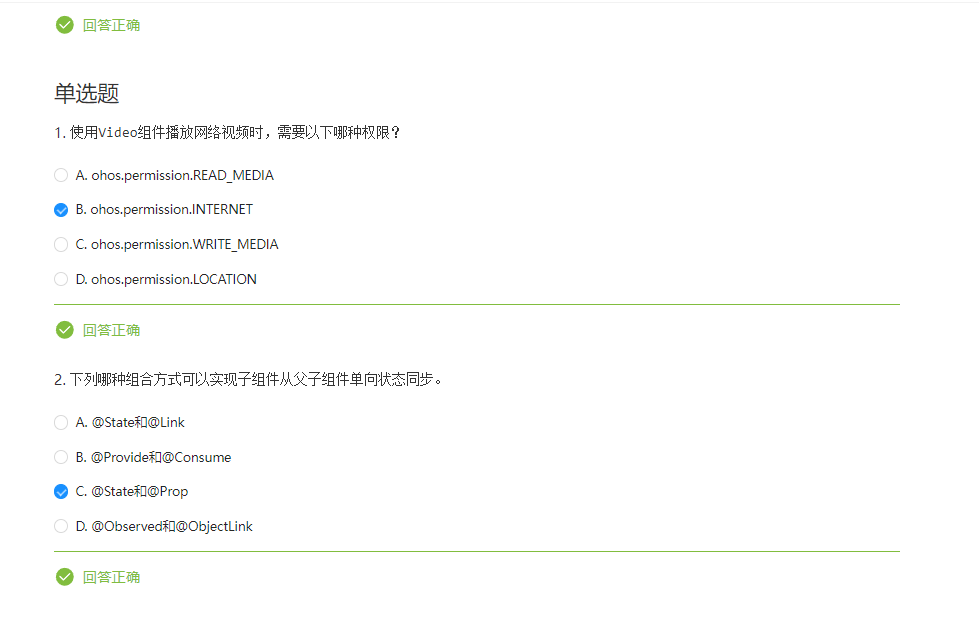 回答正确
单选题
1. 使用Video组件播放网络视频时，需要以下哪种权限？
A. ohos.permission.READ_MEDIA
B. ohos.permission.INTERNET
C. ohos.permission.WRITE_MEDIA
D. ohos.permission.LOCATION
回答正确
2. 下列哪种组合方式可以实现子组件从父子组件单向状态同步。
A. @State和@Link
B. @Provide和@Consume
C. @State和@Prop
D. @Observed和@ObjectLink
回答正确